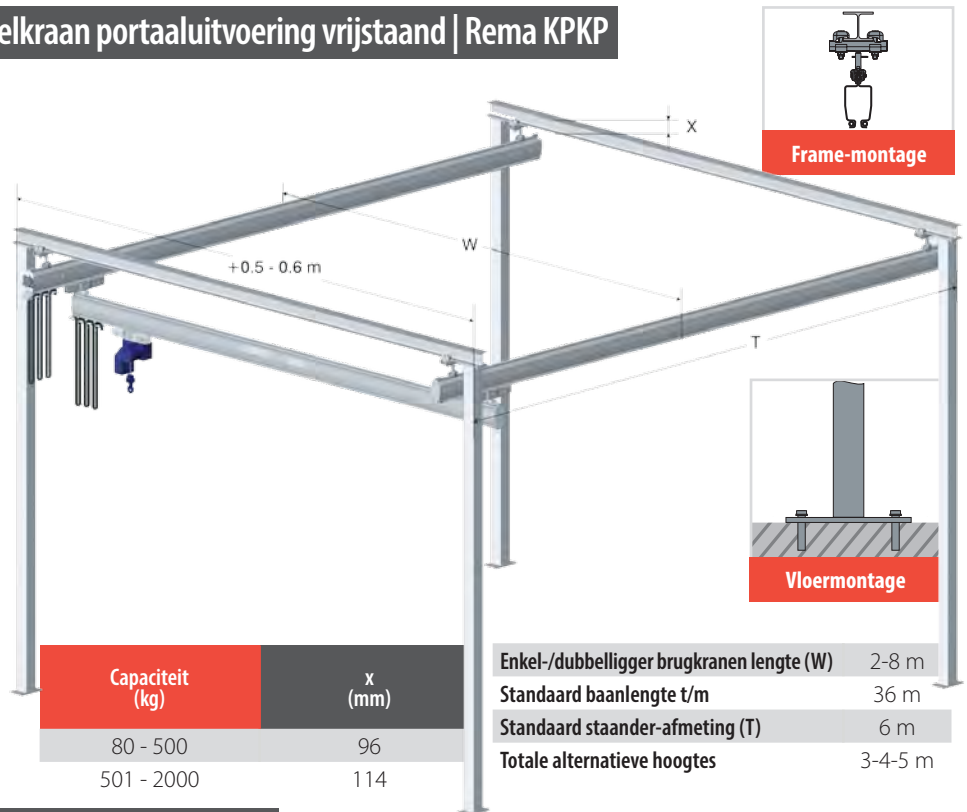 elkraan portaaluitvoering vrijstaand | Rema KPKP
X
Frame-montage
W
+0.5 - 0.6 m
T
Vloermontage
Capaciteit (kg) x (mm)
80 - 500 96
501 - 2000 114
Enkel-/dubbelligger brugkranen lengte (W) 2-8 m
Standaard baanlengte t/m 36 m
Standaard staander-afmeting (T) 6 m
Totale alternatieve hoogtes 3-4-5 m